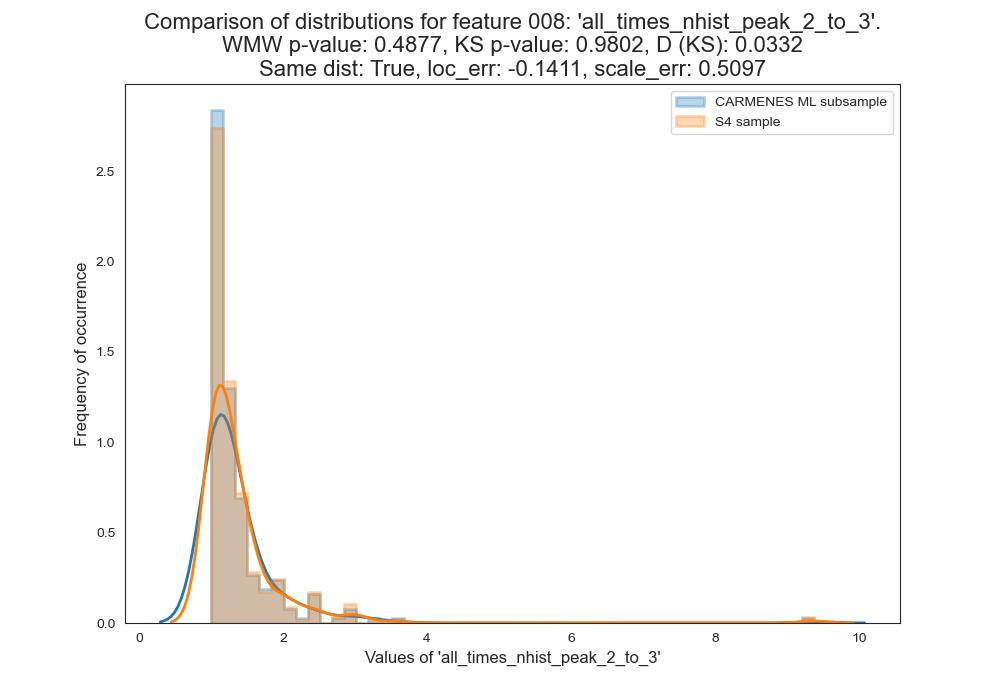 Comparison of distributions for feature 008: 'all_times_nhist_peak_2_to_3'.
WMW p-value: 0.4877, KS p-value: 0.9802, D (KS): 0.0332
Same dist: True, loc_err: -0.1411, scale_err: 0.5097
CARMENES ML subsample
S4 sample
Frequency of occurrence
2.5
2.0
1.5
1.0
0.5
0.0
0 2 4 6 8 10
Values of 'all_times_nhist_peak_2_to_3'